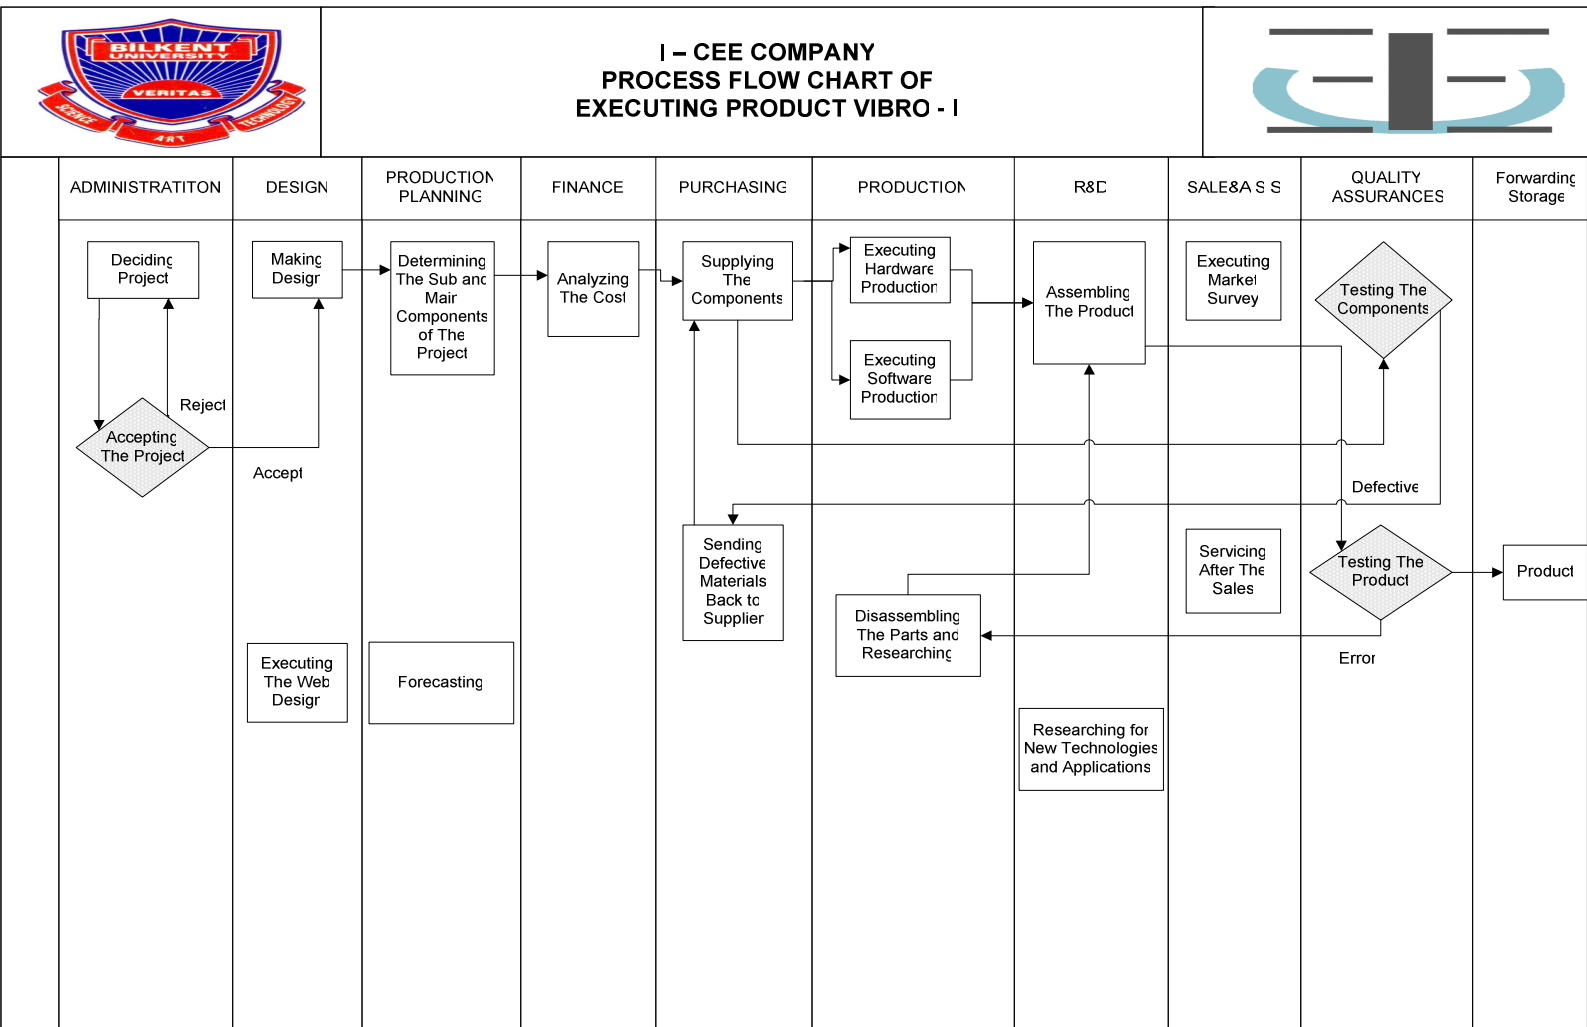 BILKENT
UNIVERSITY
VERITAS
SCIENCE
ART
TECHNOLOGY
I – CEE COMPANY
PROCESS FLOW CHART OF
EXECUTING PRODUCT VIBRO - I
ADMINISTRATITON
DESIGN
PRODUCTION
PLANNING
FINANCE
PURCHASING
PRODUCTION
R&D
SALE&A S S
QUALITY
ASSURANCES
Forwarding
Storage
Deciding
Project
Making
Design
Determining
The Sub and
Main
Components
of The
Project
Analyzing
The Cost
Supplying
The
Components
Executing
Hardware
Production
Assembling
The Product
Executing
Market
Survey
Testing The
Components
Executing
Software
Production
Reject
Accepting
The Project
Accept
Defective
Sending
Defective
Materials
Back to
Supplier
Servicing
After The
Sales
Testing The
Product
Product
Disassembling
The Parts and
Researching
Error
Executing
The Web
Design
Forecasting
Researching for
New Technologies
and Applications